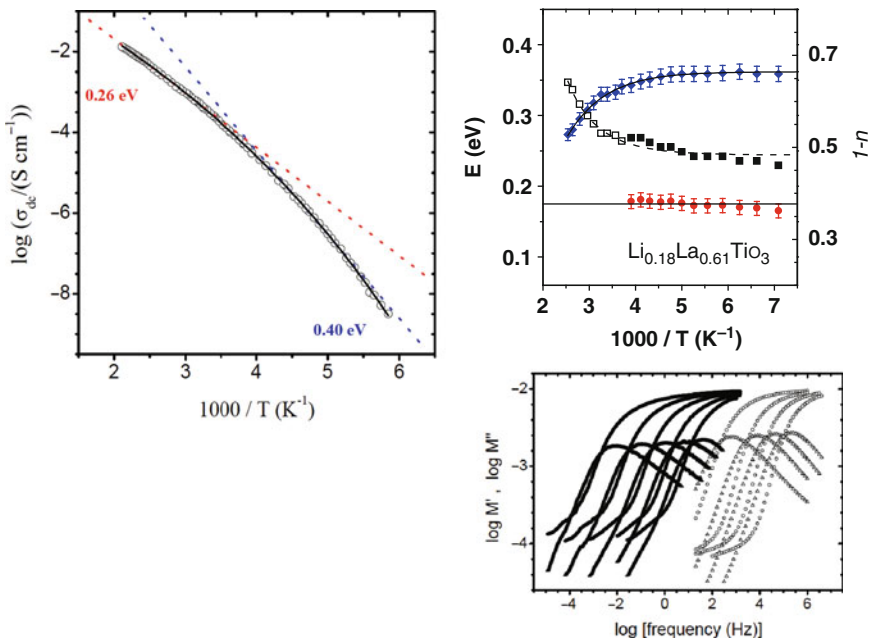 −2
−4
−6
−8
log (σdc/(S cm⁻¹))
0.26 eV
0.40 eV
2 3 4 5 6
1000 / T (K⁻¹)
0.4
0.3
0.2
0.1
E (eV)
0.7
0.5
0.3
1-n
Li0.18La0.61TiO3
2 3 4 5 6 7
1000 / T (K⁻¹)
−2
−3
−4
log M' , log M"
−4 −2 0 2 4 6
log [frequency (Hz)]